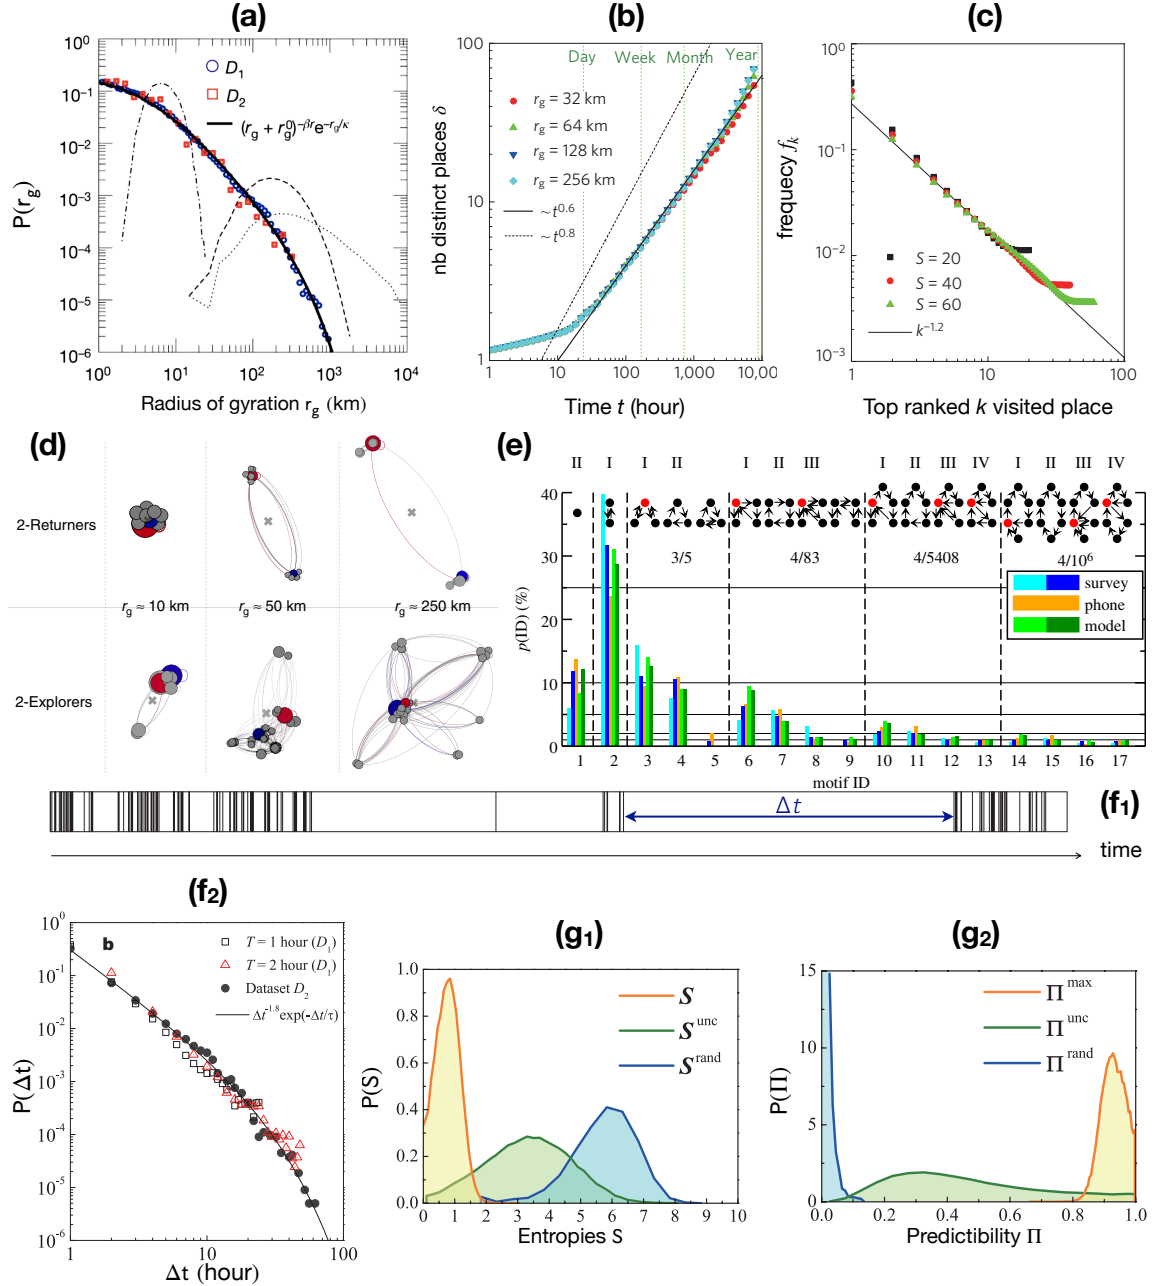 (a)
10⁰
10⁻¹
10⁻²
10⁻³
10⁻⁴
10⁻⁵
10⁻⁶
P(r_g)
D₁
D₂
(r_g + r_g⁰)^−βr e^−r_g/κ
10⁰ 10¹ 10² 10³ 10⁴
Radius of gyration r_g (km)
(b)
100
10
1
nb distinct places δ
Day Week Month Year
r_g = 32 km
r_g = 64 km
r_g = 128 km
r_g = 256 km
~t^0.6
~t^0.8
1 10 100 1,000 10,00
Time t (hour)
(c)
10⁰
10⁻¹
10⁻²
10⁻³
frequecy f_k
S = 20
S = 40
S = 60
k^−1.2
1 10 100
Top ranked k visited place
(d)
2-Returners
r_g ≈ 10 km r_g ≈ 50 km r_g ≈ 250 km
2-Explorers
(e)
II I I II I II III I II III IV I II III IV
40
35
30
25
20
15
10
5
0
p(ID) (%)
3/5 4/83 4/5408 4/10⁶
survey
phone
model
1 2 3 4 5 6 7 8 9 10 11 12 13 14 15 16 17
motif ID
Δt
(f₁)
time
(f₂)
b
10⁰
10⁻¹
10⁻²
10⁻³
10⁻⁴
10⁻⁵
10⁻⁶
P(Δt)
T = 1 hour (D₁)
T = 2 hour (D₁)
Dataset D₂
Δt^-1.8 exp(-Δt/τ)
1 10 100
Δt (hour)
(g₁)
1.0
0.8
0.6
0.4
0.2
0.0
P(S)
S
S^unc
S^rand
0 1 2 3 4 5 6 7 8 9 10
Entropies S
(g₂)
15
10
5
0
P(Π)
Π^max
Π^unc
Π^rand
0.0 0.2 0.4 0.6 0.8 1.0
Predictibility Π